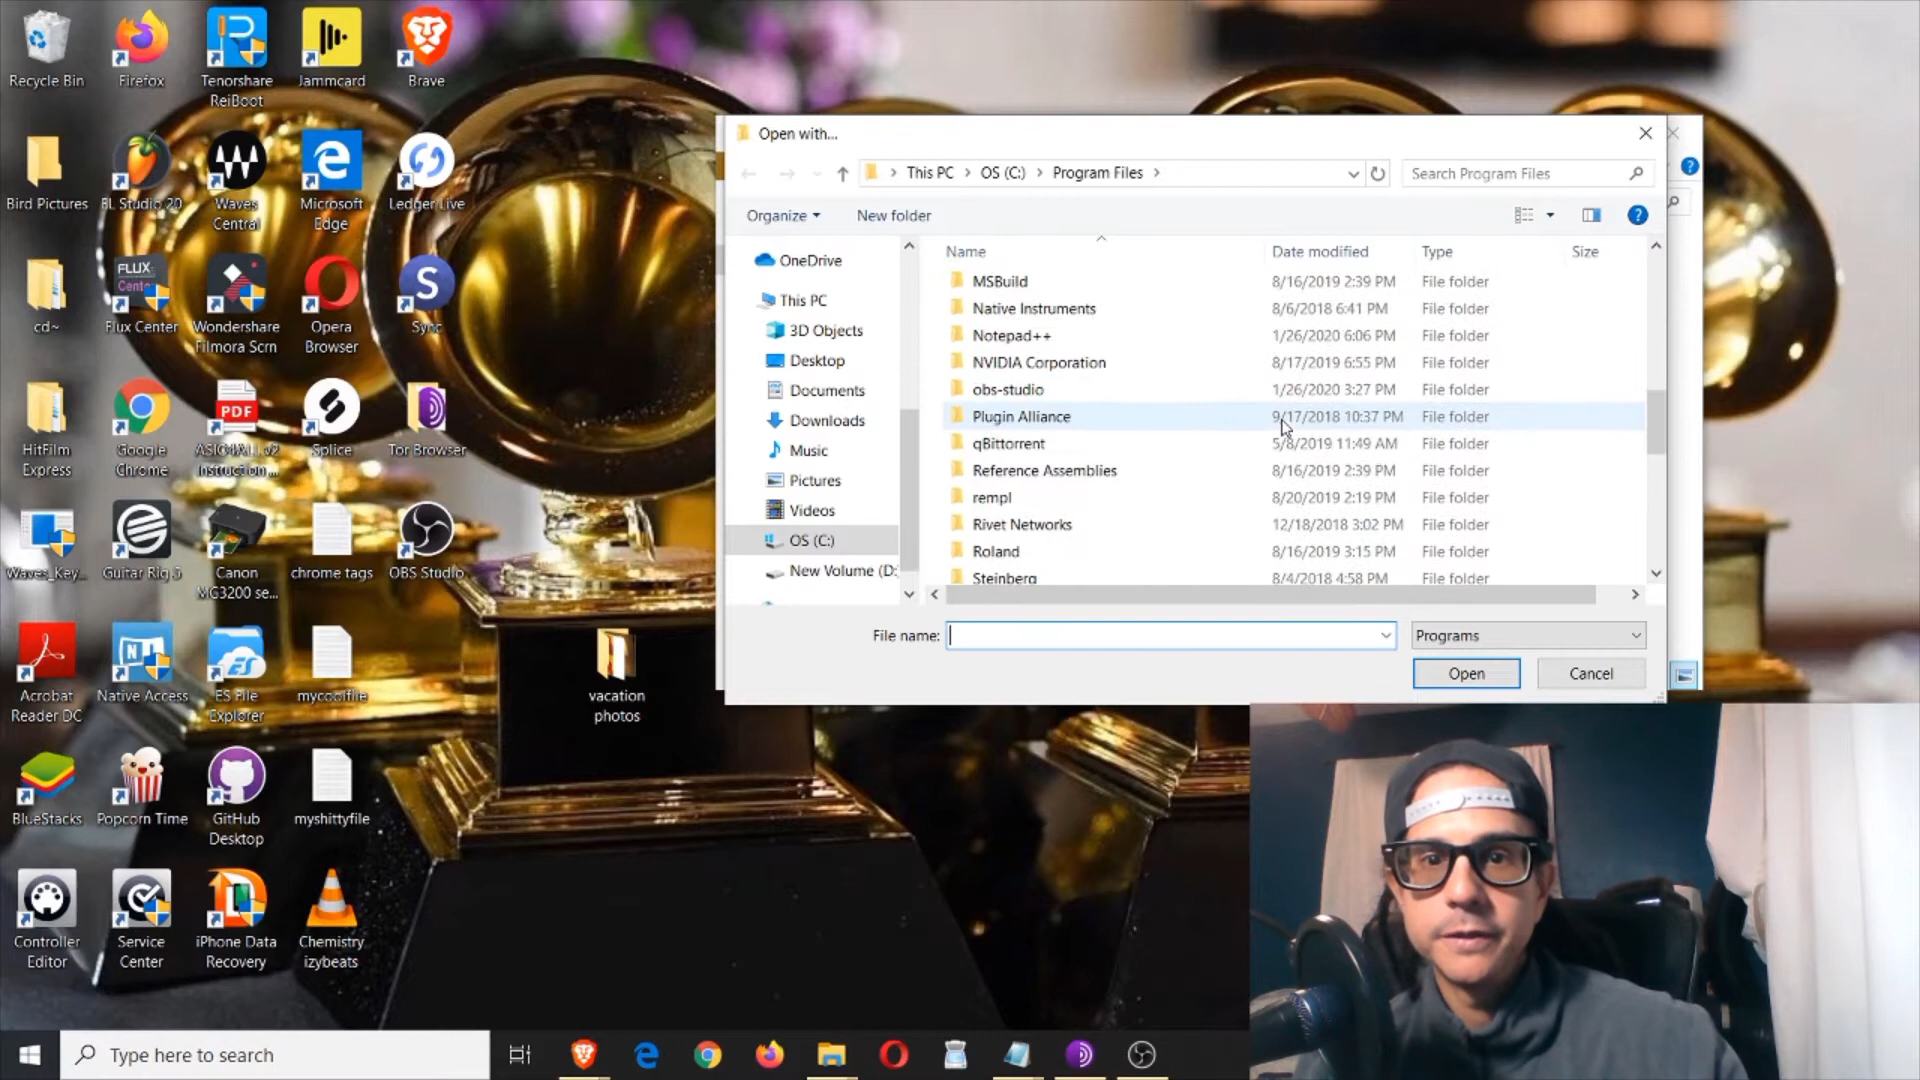 Recycle Bin
Firefox
Tenorshare
ReiBoot
Jammcard
Brave
Bird Pictures
FL Studio 20
Waves
Central
Microsoft
Edge
Ledger Live
FLUX
Center
cd~
Flux Center
Wondershare
Filmora Scrn
Opera
Browser
Sync
HitFilm
Express
Google
Chrome
PDF
ASIO4ALL v2
Instruction ...
Splice
Tor Browser
Waves_Key...
Guitar Rig 5
Canon
MG3200 se...
chrome tags
OBS Studio
Acrobat
Reader DC
Native Access
ES File
Explorer
mycoolfile
vacation
photos
BlueStacks
Popcorn Time
GitHub
Desktop
myshittyfile
Controller
Editor
Service
Center
iPhone Data
Recovery
Chemistry
izybeats
Type here to search
Open with...
This PC > OS (C:) > Program Files >
Search Program Files
Organize
New folder
Name Date modified Type Size
OneDrive
This PC
3D Objects
Desktop
Documents
Downloads
Music
Pictures
Videos
OS (C:)
New Volume (D:
MSBuild 8/16/2019 2:39 PM File folder
Native Instruments 8/6/2018 6:41 PM File folder
Notepad++ 1/26/2020 6:06 PM File folder
NVIDIA Corporation 8/17/2019 6:55 PM File folder
obs-studio 1/26/2020 3:27 PM File folder
Plugin Alliance 9/17/2018 10:37 PM File folder
qBittorrent 5/8/2019 11:49 AM File folder
Reference Assemblies 8/16/2019 2:39 PM File folder
rempl 8/20/2019 2:19 PM File folder
Rivet Networks 12/18/2018 3:02 PM File folder
Roland 8/16/2019 3:15 PM File folder
Steinberg 8/4/2018 4:58 PM File folder
File name:
Programs
Open
Cancel